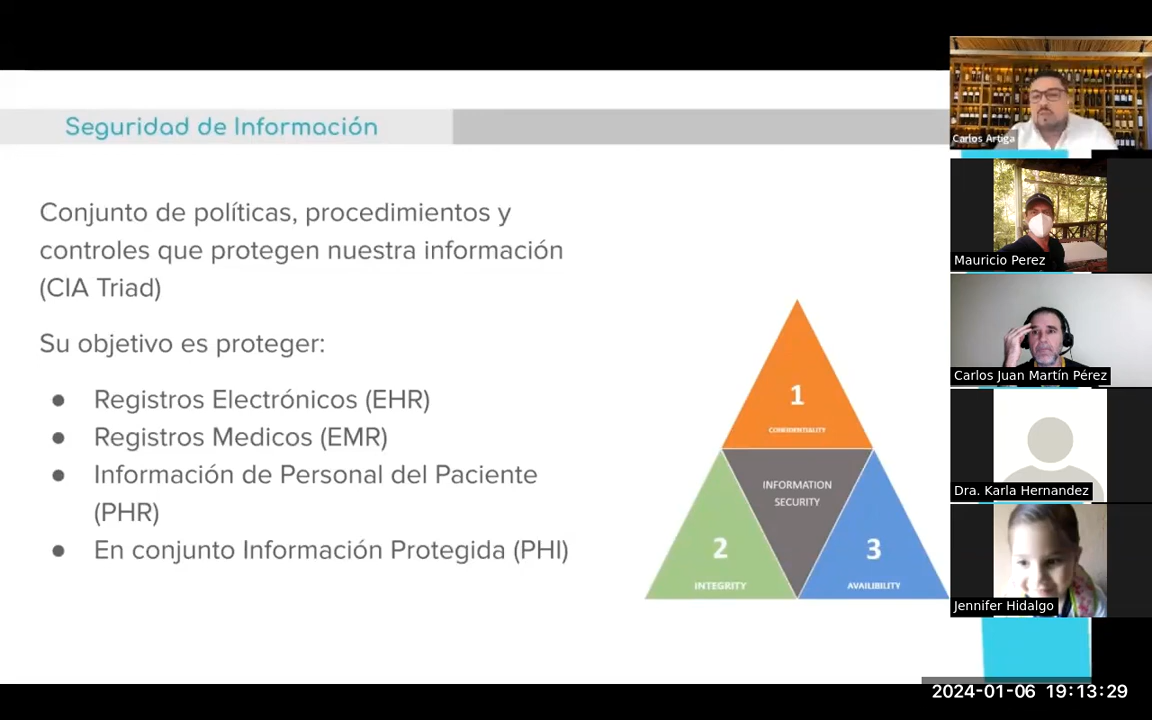 Seguridad de Información
Conjunto de políticas, procedimientos y
controles que protegen nuestra información
(CIA Triad)
Su objetivo es proteger:
● Registros Electrónicos (EHR)
● Registros Medicos (EMR)
● Información de Personal del Paciente
(PHR)
● En conjunto Información Protegida (PHI)
1
CONFIDENTIALITY
INFORMATION
SECURITY
2
INTEGRITY
3
AVAILIBILITY
Carlos Artiga
Mauricio Perez
Carlos Juan Martín Pérez
Dra. Karla Hernandez
Jennifer Hidalgo
2024-01-06 19:13:29